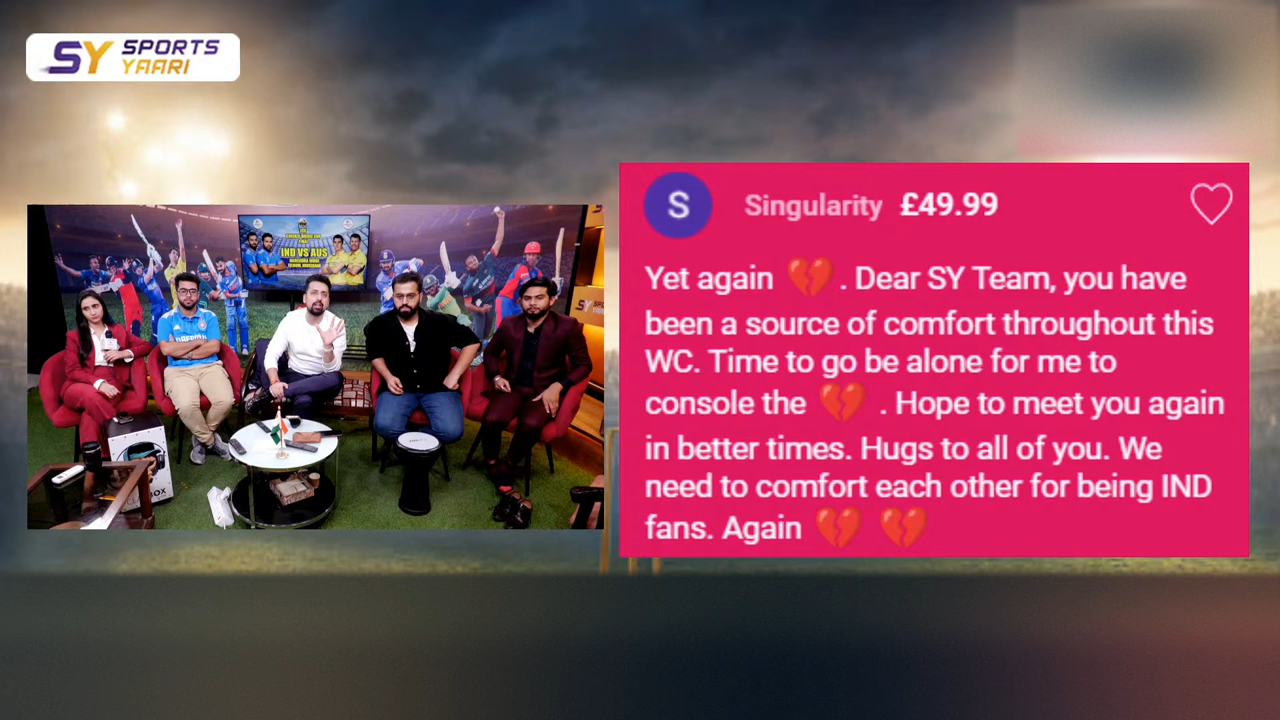 SY SPORTS
YAARI
IND VS AUS
S Singularity £49.99
Yet again 💔 . Dear SY Team, you have
been a source of comfort throughout this
WC. Time to go be alone for me to
console the 💔 . Hope to meet you again
in better times. Hugs to all of you. We
need to comfort each other for being IND
fans. Again 💔 💔